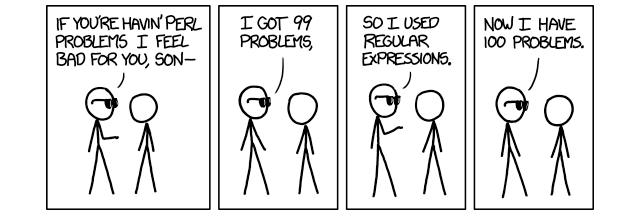 IF YOU'RE HAVIN' PERL
PROBLEMS I FEEL
BAD FOR YOU, SON—
I GOT 99
PROBLEMS,
SO I USED
REGULAR
EXPRESSIONS.
NOW I HAVE
100 PROBLEMS.